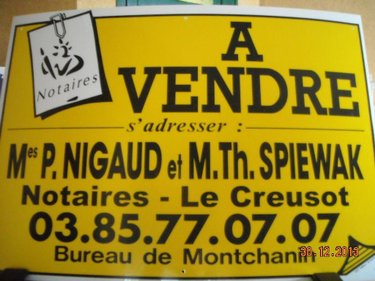 Notaires
A
VENDRE
s'adresser :
Mes P. NIGAUD et M.Th. SPIEWAK
Notaires - Le Creusot
03.85.77.07.07
Bureau de Montchanin